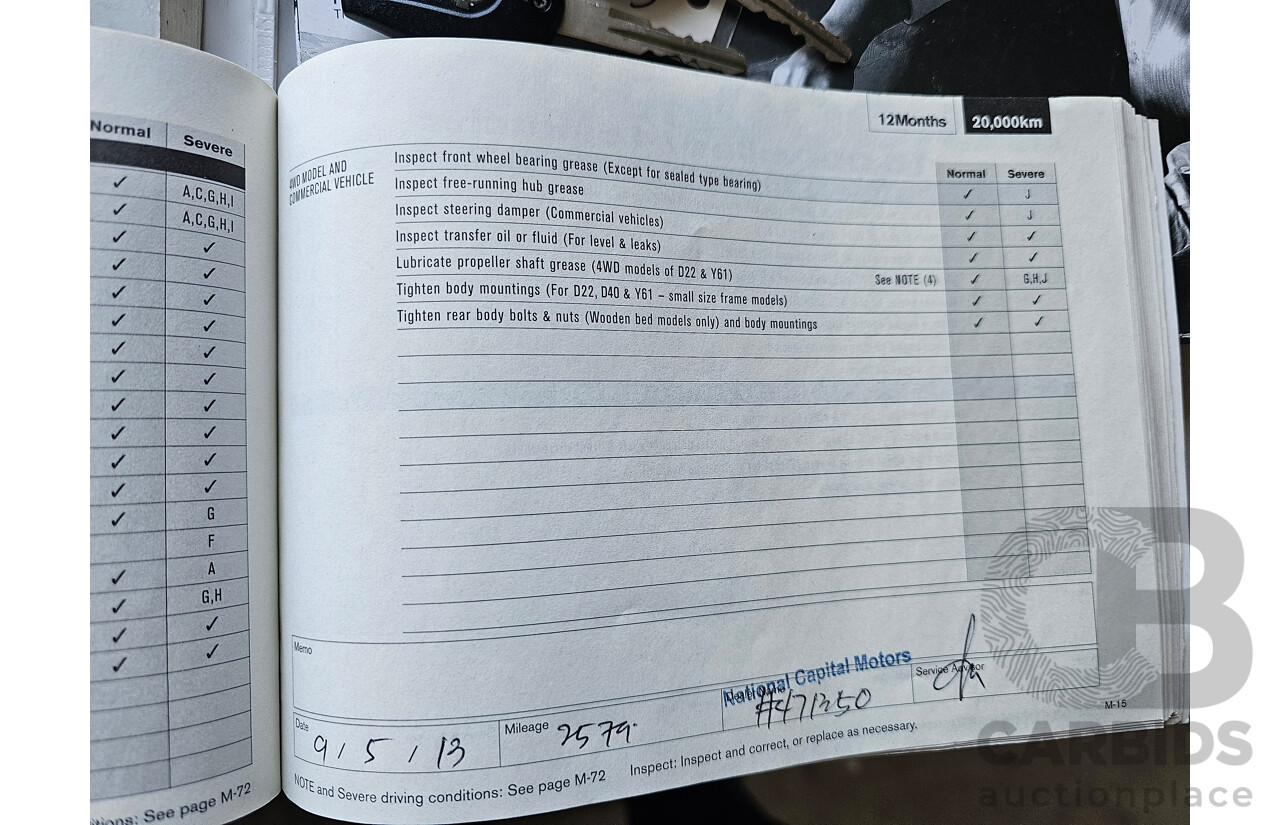 Normal Severe
✓ A,C,G,H,I
✓ A,C,G,H,I
✓ ✓
✓ ✓
✓ ✓
✓ ✓
✓ ✓
✓ ✓
✓ ✓
✓ ✓
✓ ✓
✓ ✓
✓ G
F
✓ A
✓ G,H
✓ ✓
✓ ✓
See page M-72
12Months 20,000km
Normal Severe
4WD MODEL AND
COMMERCIAL VEHICLE
Inspect front wheel bearing grease (Except for sealed type bearing) ✓ J
Inspect free-running hub grease ✓ J
Inspect steering damper (Commercial vehicles) ✓ ✓
Inspect transfer oil or fluid (For level & leaks) ✓ ✓
Lubricate propeller shaft grease (4WD models of D22 & Y61) See NOTE (4) ✓ G,H,J
Tighten body mountings (For D22, D40 & Y61 – small size frame models) ✓ ✓
Tighten rear body bolts & nuts (Wooden bed models only) and body mountings ✓ ✓
Memo
National Capital Motors
Date 9 / 5 / 13
Mileage 2579
#471350
Service Advisor
M-15
NOTE and Severe driving conditions: See page M-72 Inspect: Inspect and correct, or replace as necessary.
CARBIDS
auctionplace